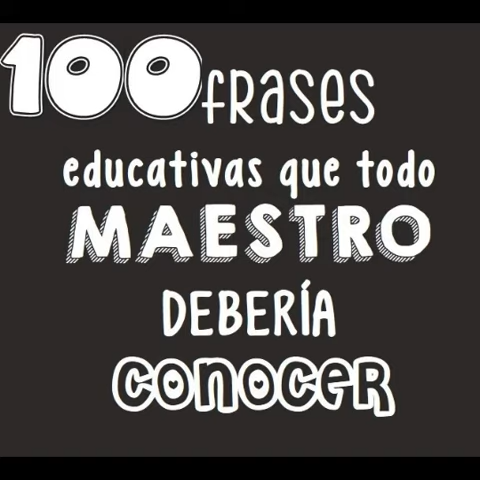 100 frases
educativas que todo
MAESTRO
DEBERÍA
CONOCER